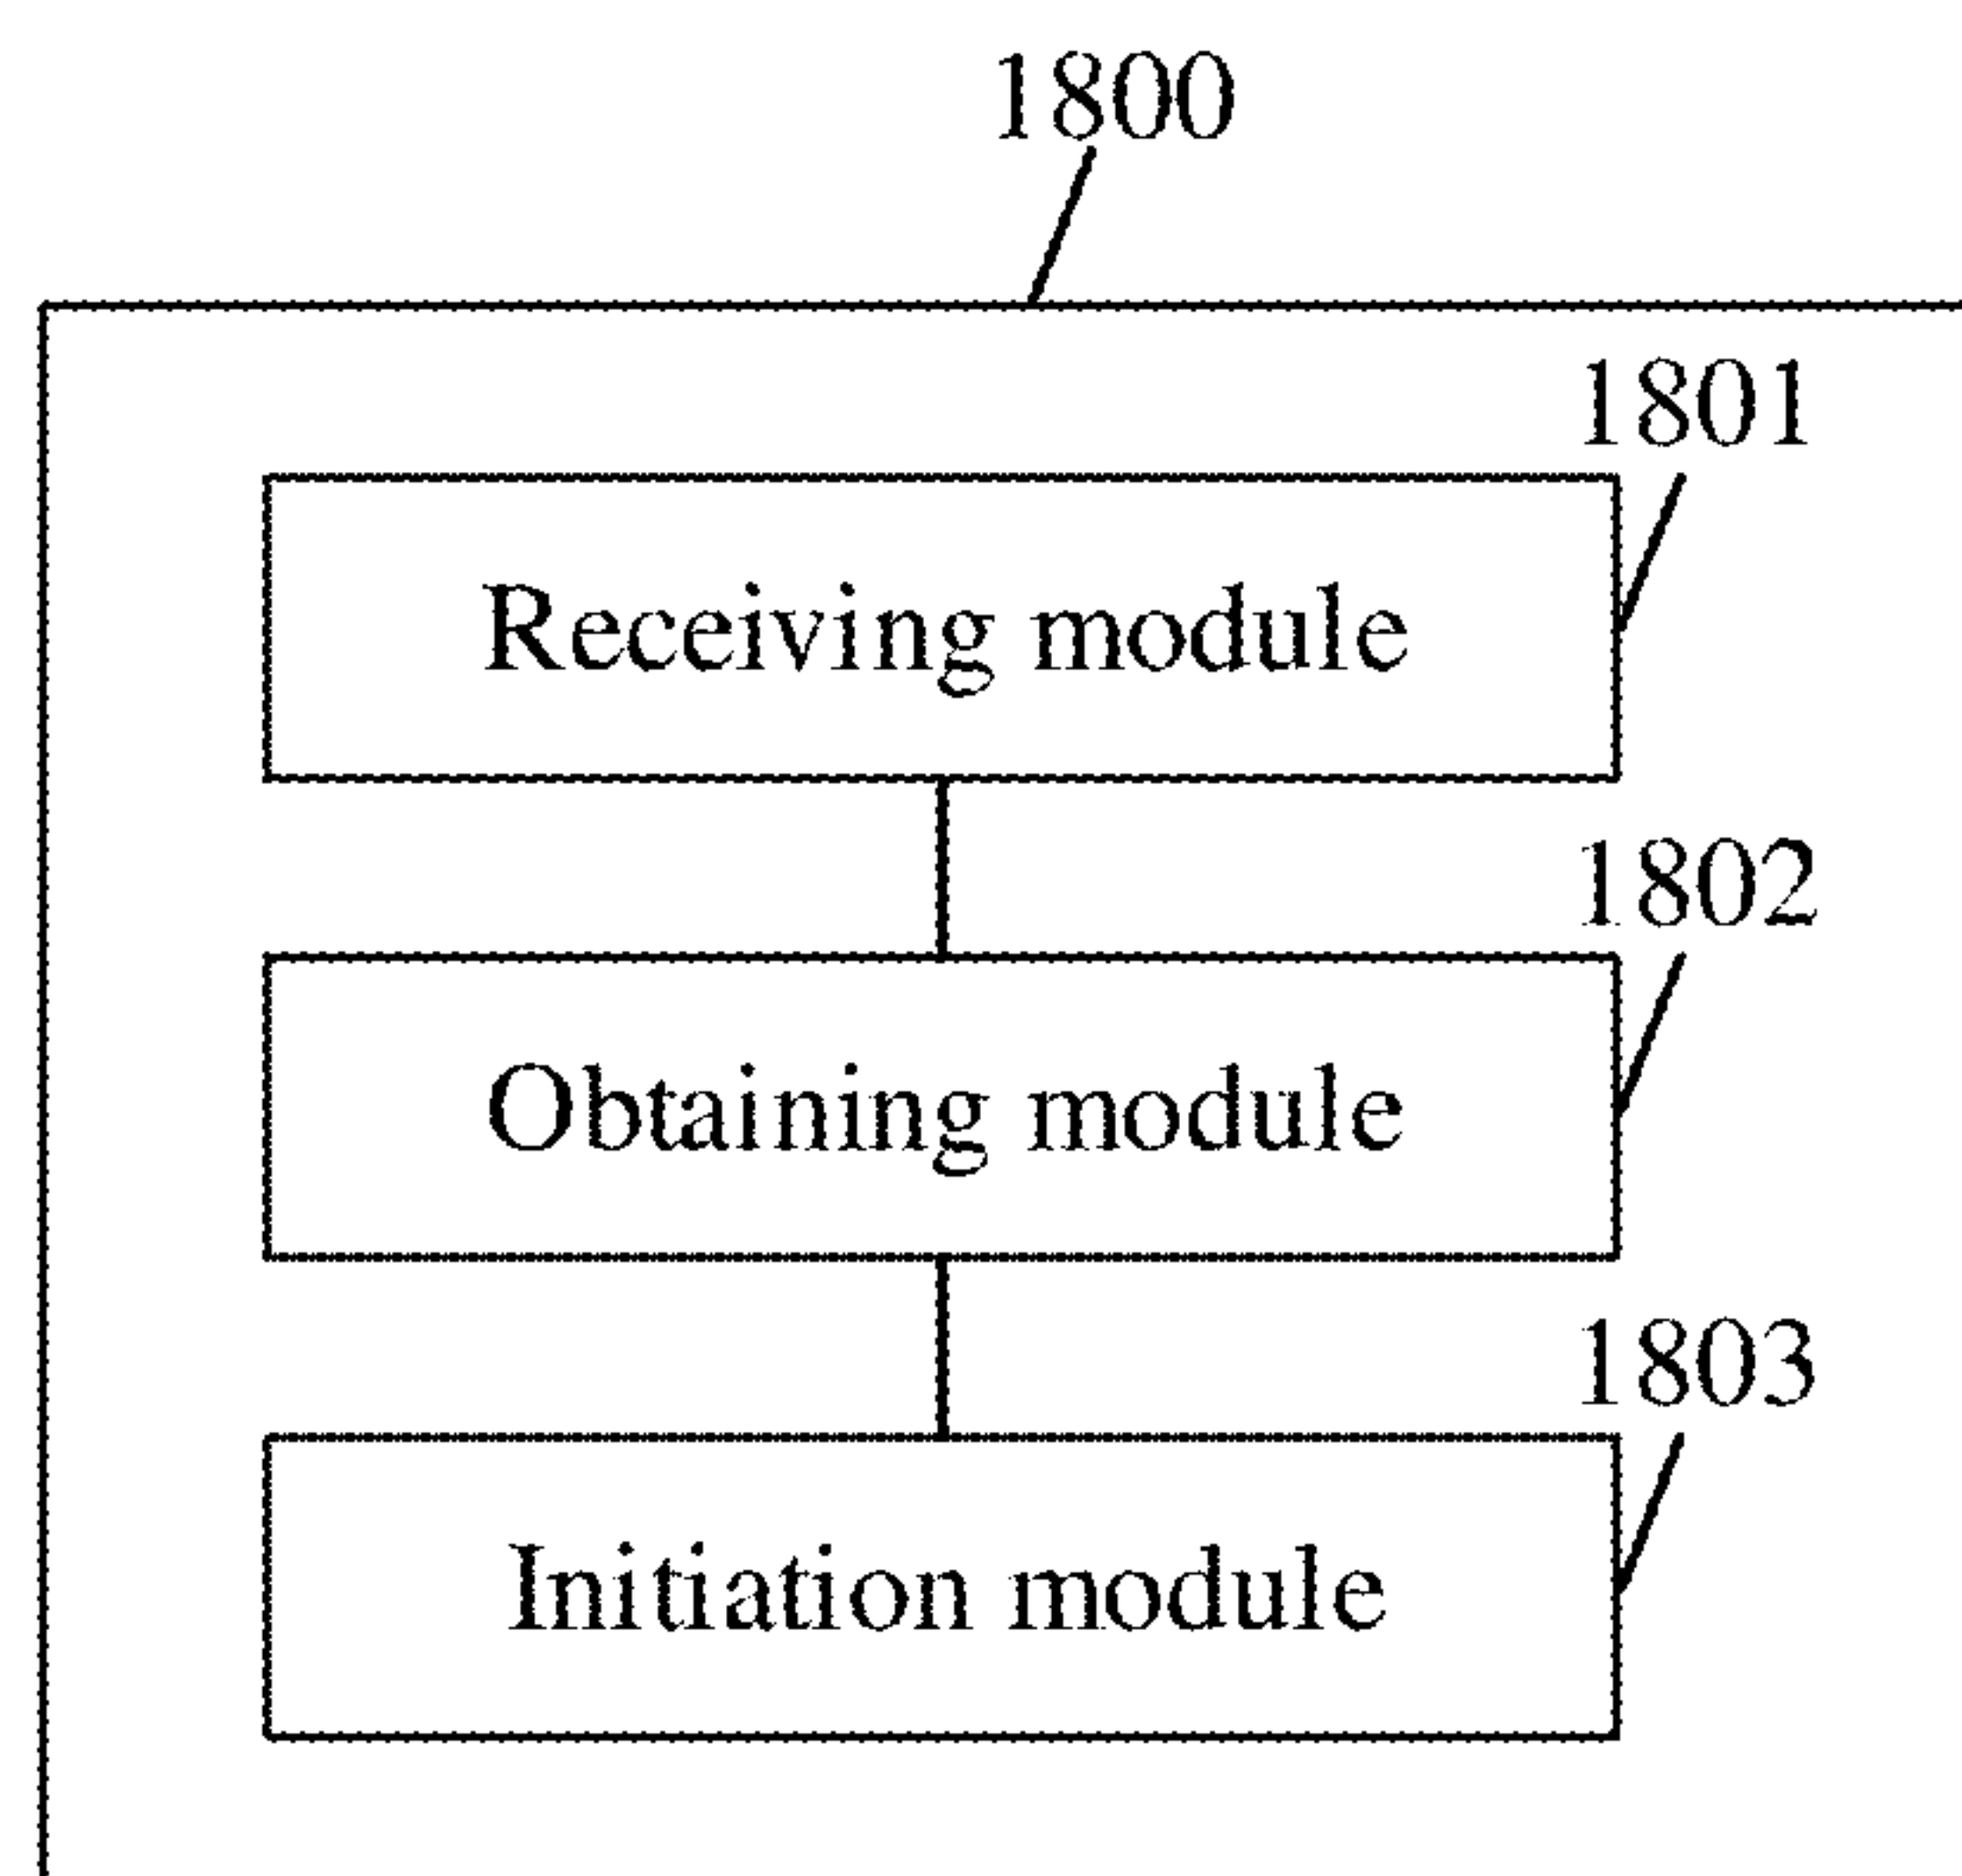 1800
1801
Receiving module
1802
Obtaining module
1803
Initiation module